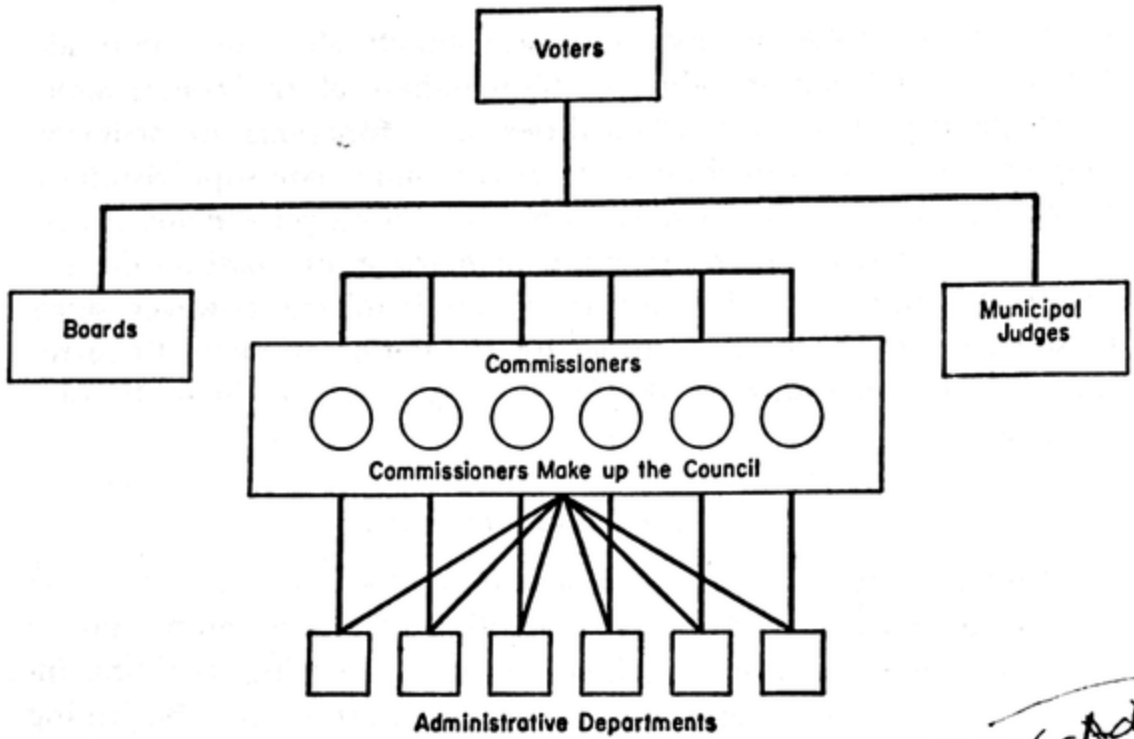 Voters
Boards
Municipal
Judges
Commissioners
Commissioners Make up the Council
Administrative Departments